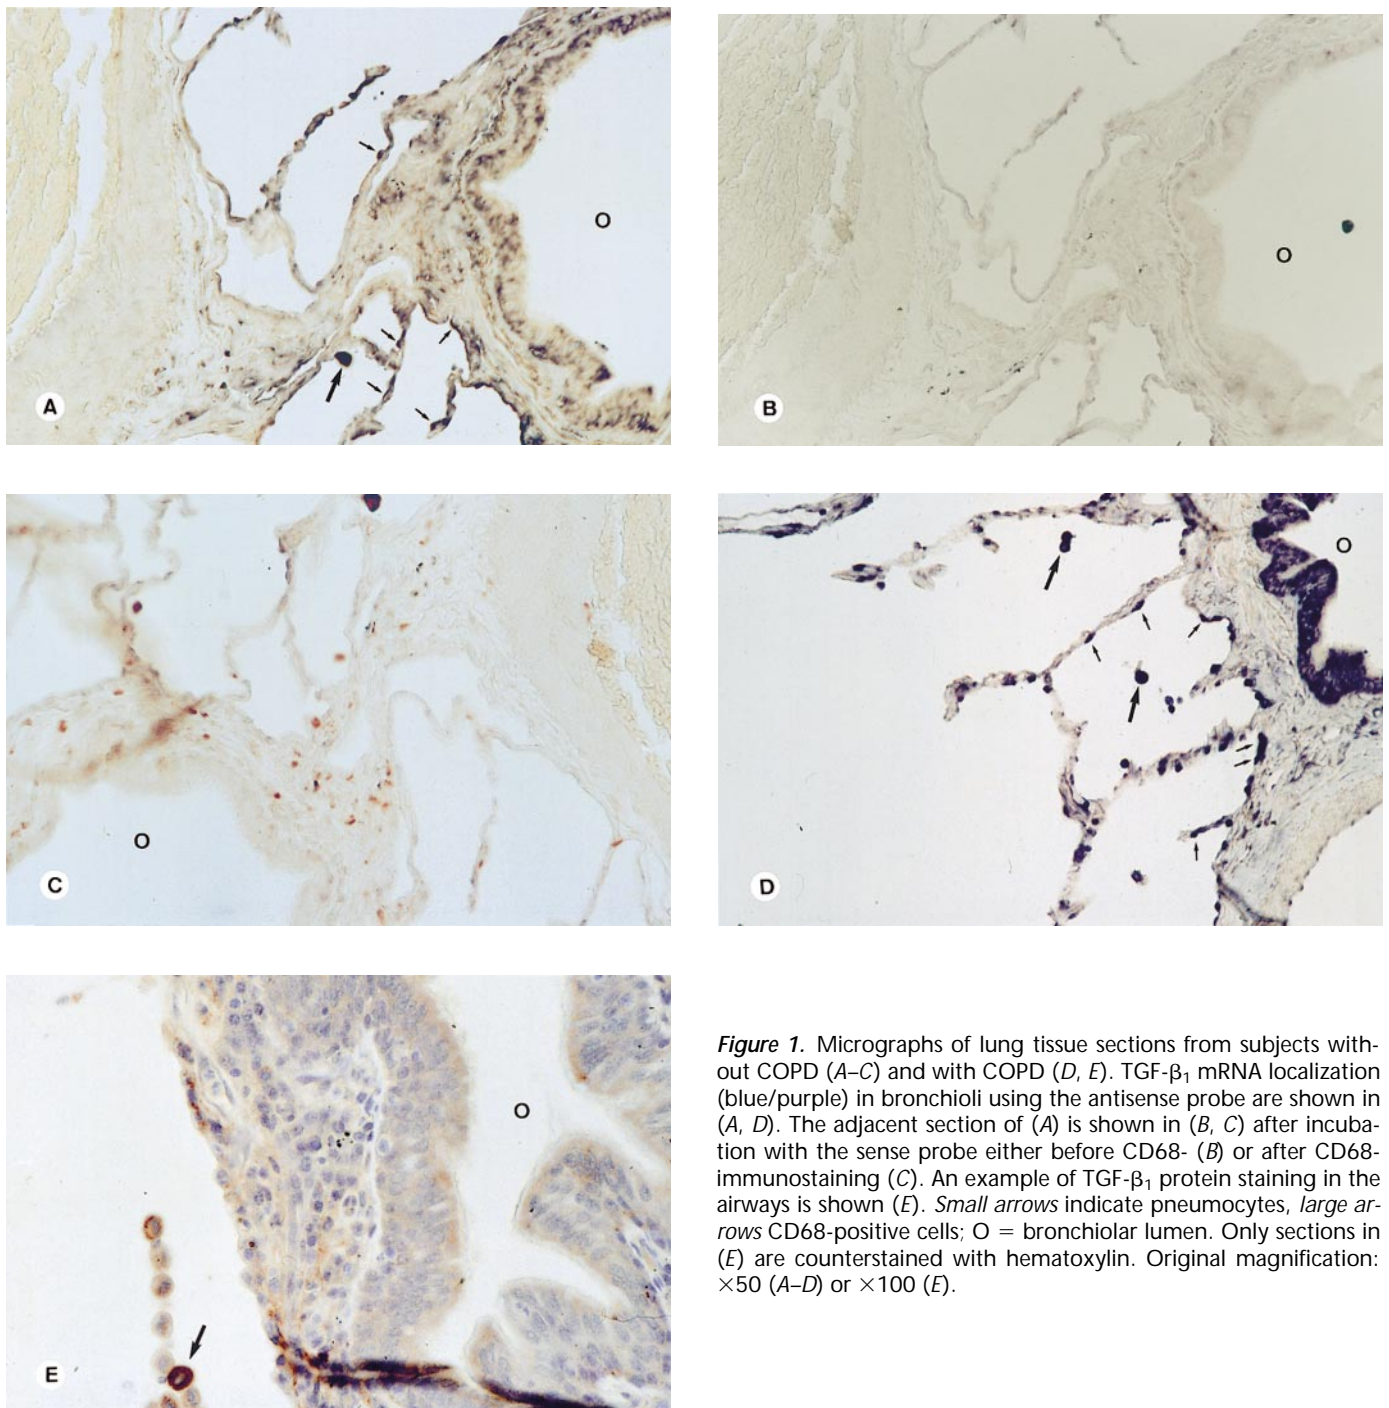 O
A
O
B
O
C
O
D
O
E
Figure 1. Micrographs of lung tissue sections from subjects with-
out COPD (A–C) and with COPD (D, E). TGF-β₁ mRNA localization
(blue/purple) in bronchioli using the antisense probe are shown in
(A, D). The adjacent section of (A) is shown in (B, C) after incuba-
tion with the sense probe either before CD68- (B) or after CD68-
immunostaining (C). An example of TGF-β₁ protein staining in the
airways is shown (E). Small arrows indicate pneumocytes, large ar-
rows CD68-positive cells; O = bronchiolar lumen. Only sections in
(E) are counterstained with hematoxylin. Original magnification:
×50 (A–D) or ×100 (E).